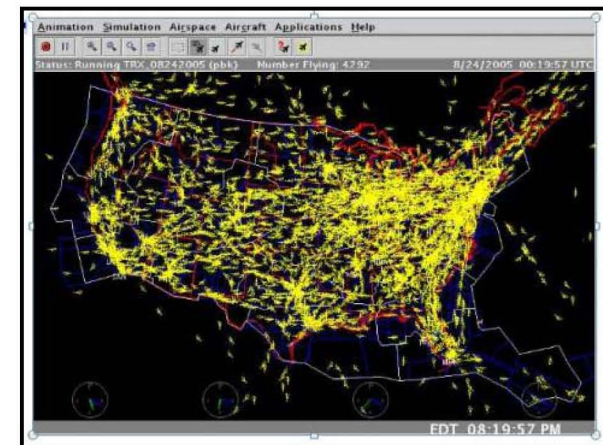 Animation Simulation Airspace Aircraft Applications Help
Status: Running TRX_08242005 (pbk) Number Flying: 4292 8/24/2005 00:19:57 UTC
EDT 08:19:57 PM